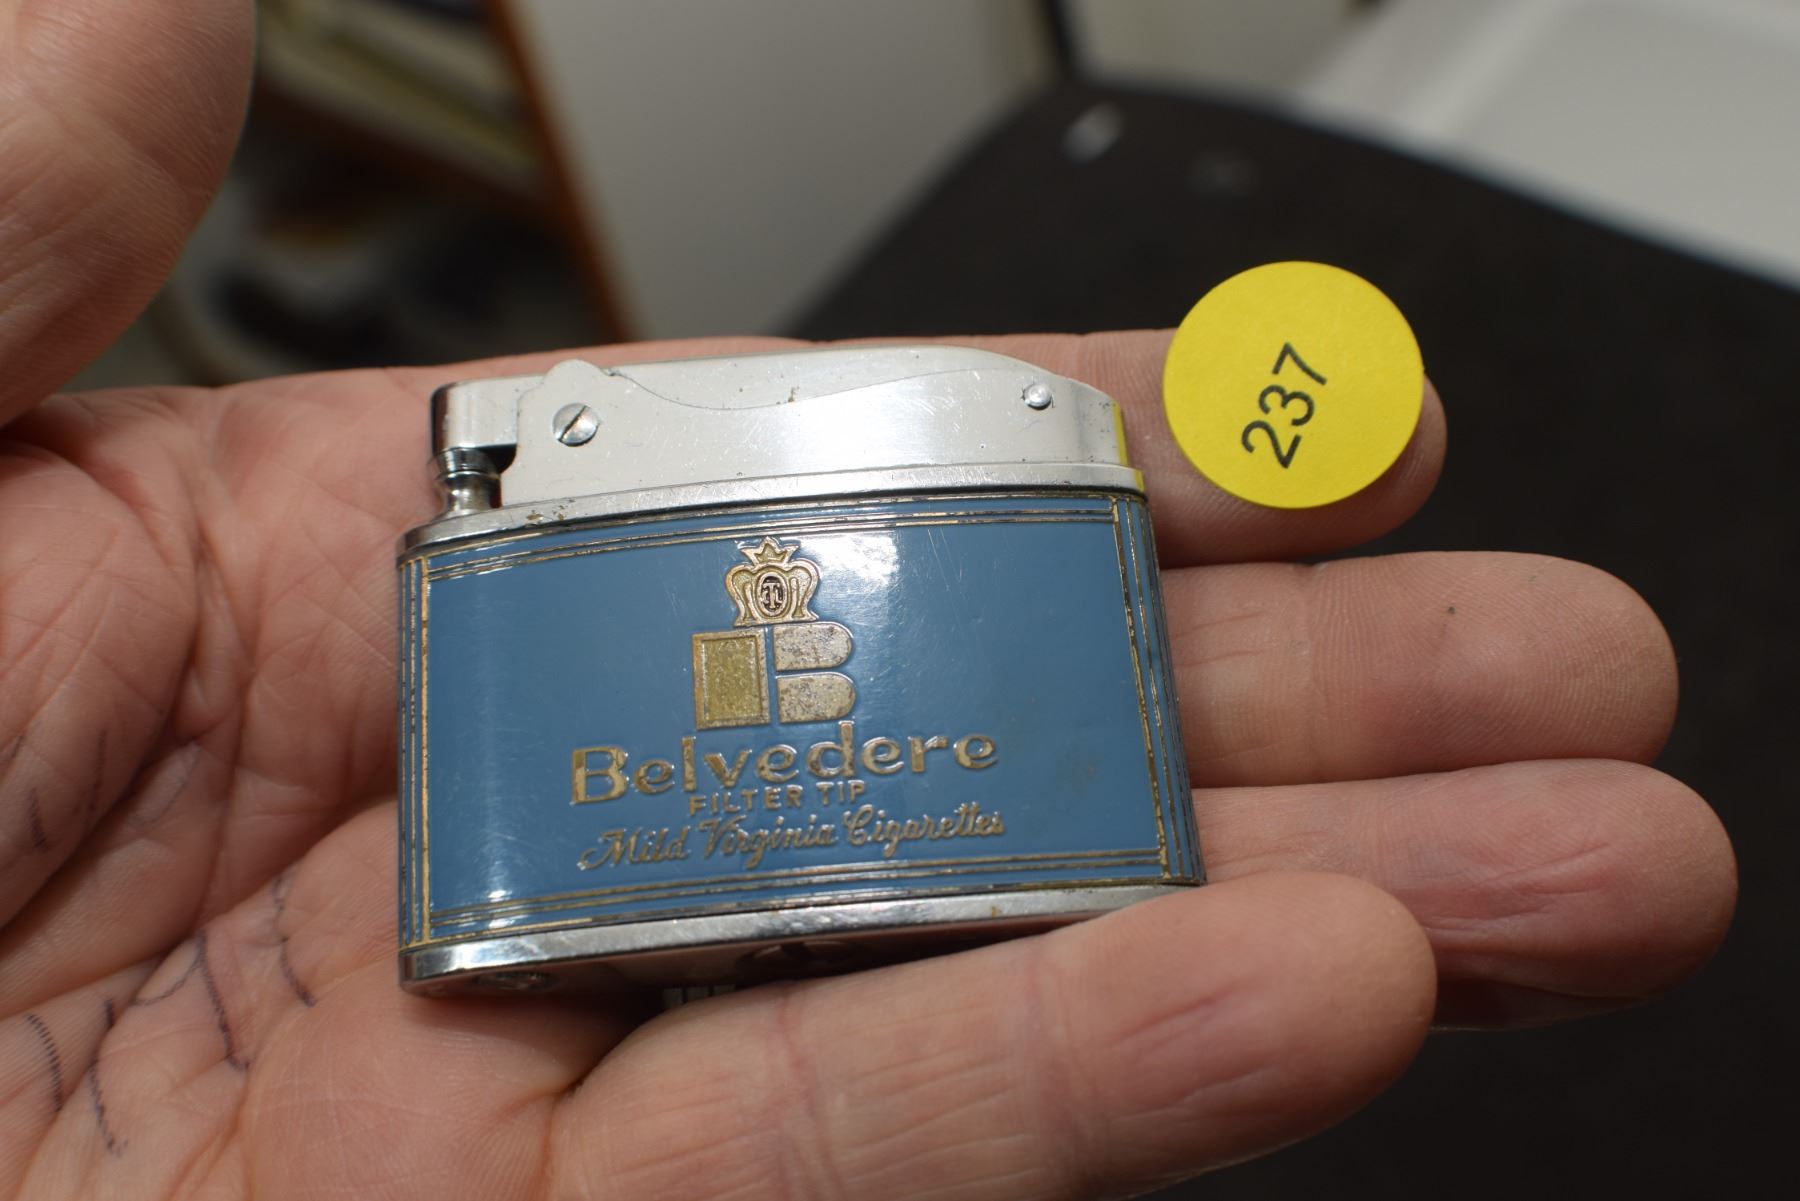 237
B
Belvedere
FILTER TIP
Mild Virginia Cigarettes